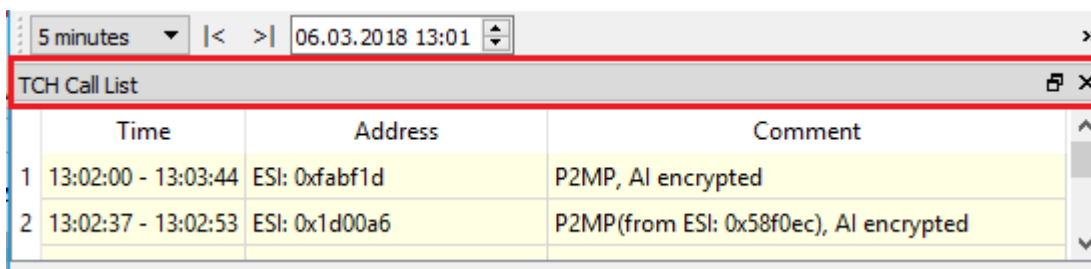 5 minutes |< >| 06.03.2018 13:01 »
TCH Call List
Time Address Comment
1 13:02:00 - 13:03:44 ESI: 0xfabf1d P2MP, AI encrypted
2 13:02:37 - 13:02:53 ESI: 0x1d00a6 P2MP(from ESI: 0x58f0ec), AI encrypted